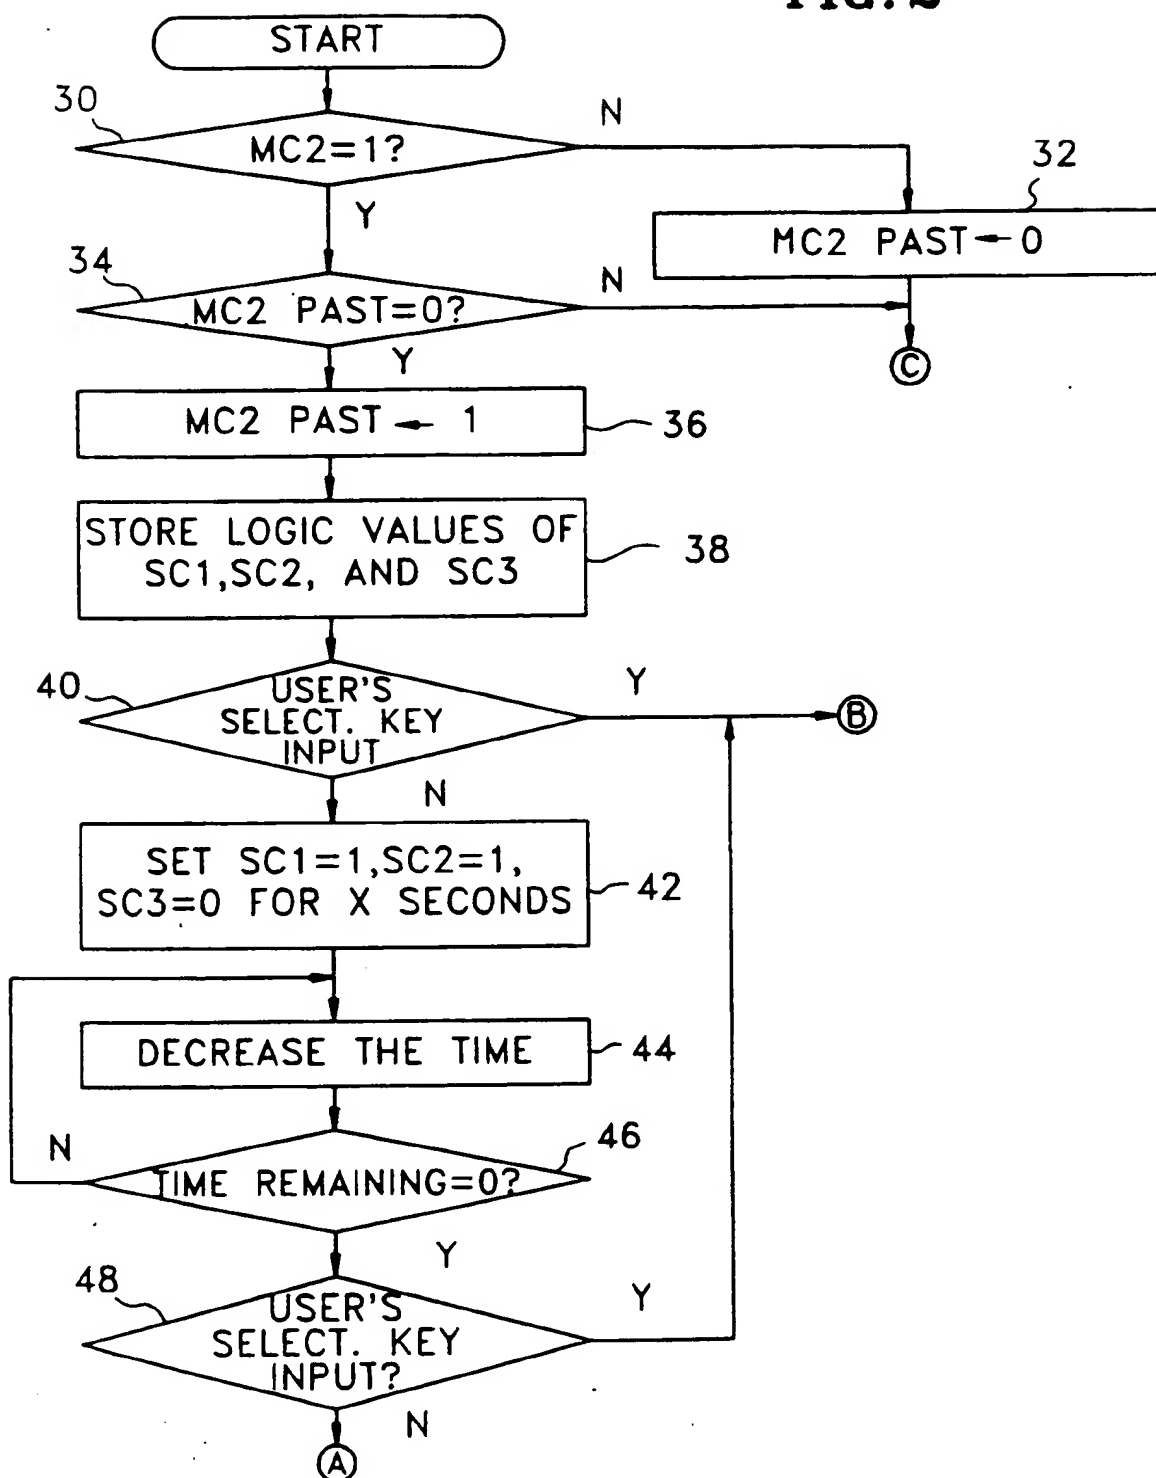 FIG. 2
START
30
MC2=1?
N
Y
32
MC2 PAST←0
34
MC2 PAST=0?
N
Y
C
MC2 PAST ← 1
36
STORE LOGIC VALUES OF
SC1,SC2, AND SC3
38
40
USER'S
SELECT. KEY
INPUT
Y
B
N
SET SC1=1,SC2=1,
SC3=0 FOR X SECONDS
42
DECREASE THE TIME
44
N
TIME REMAINING=0?
46
Y
48
USER'S
SELECT. KEY
INPUT?
Y
N
A